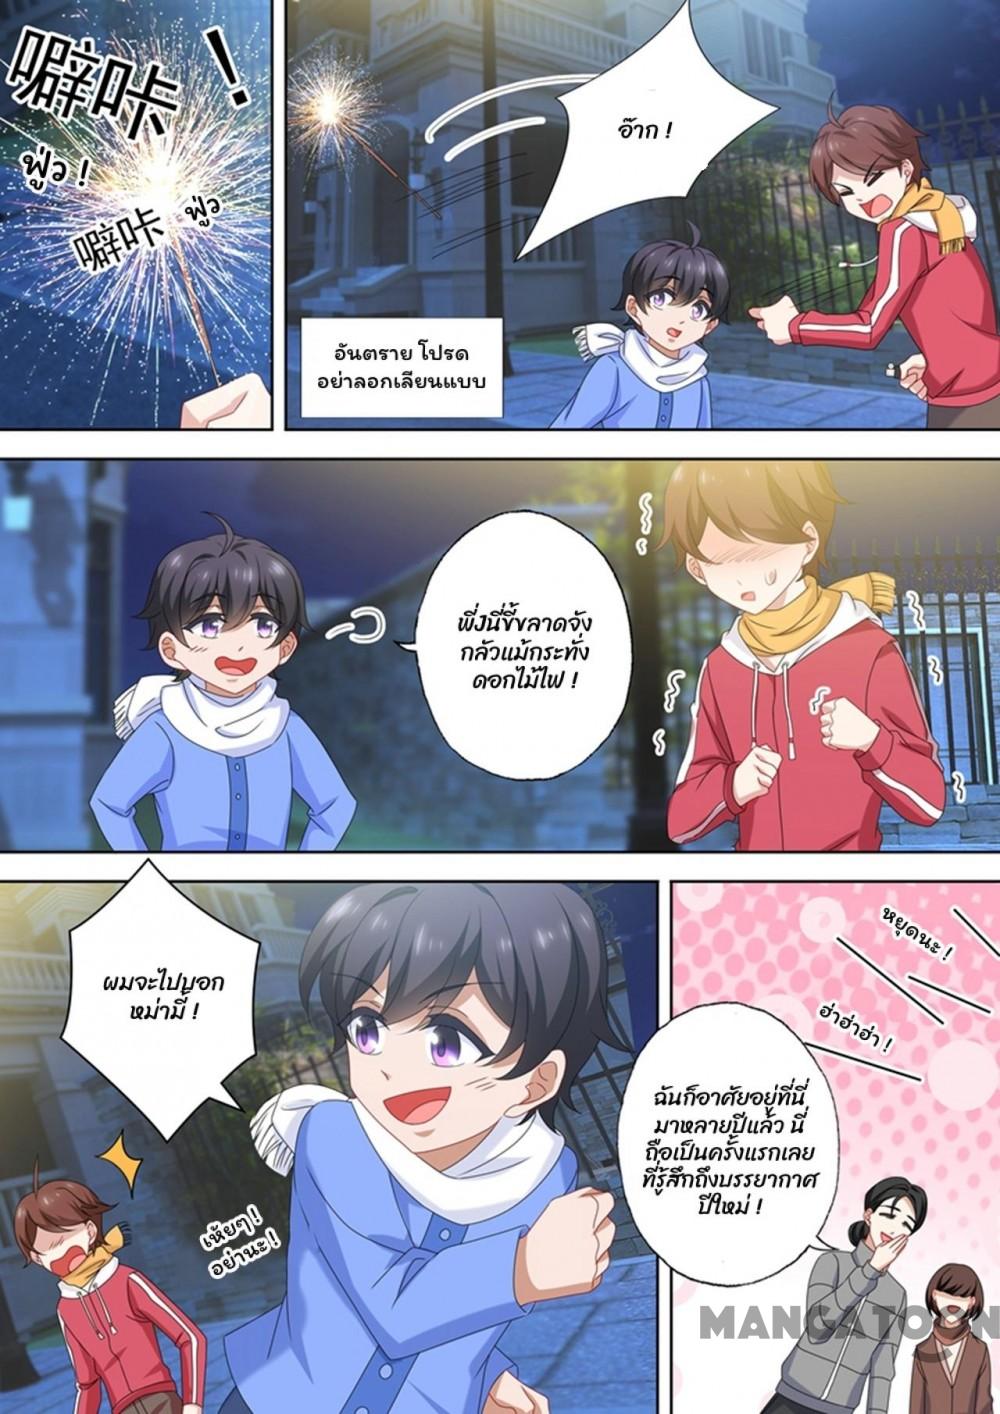 噼咔！
ฟู่ว !
噼咔
ฟู่ว
อ๊าก !
อันตราย โปรด
อย่าลอกเลียนแบบ
พี่งนี่ขี้ขลาดจัง
กลัวแม้กระทั่ง
ดอกไม้ไฟ !
ผมจะไปบอก
หม่ามี้ !
เห้ยๆ !
อย่านะ !
หยุดนะ !
ฮ่าฮ่าฮ่า !
ฉันก็อาศัยอยู่ที่นี่
มาหลายปีแล้ว นี่
ถือเป็นครั้งแรกเลย
ที่รู้สึกถึงบรรยากาศ
ปีใหม่ !
MANGATOON